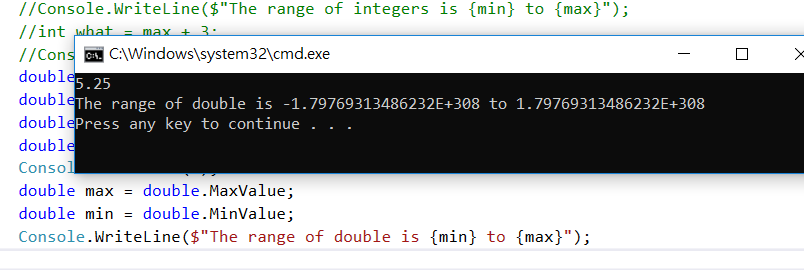 //Console.WriteLine($"The range of integers is {min} to {max}");
//int what = max + 3;
//Cons
C:\Windows\system32\cmd.exe
double
5.25
double
The range of double is -1.79769313486232E+308 to 1.79769313486232E+308
double
Press any key to continue . . .
double
Consol
double max = double.MaxValue;
double min = double.MinValue;
Console.WriteLine($"The range of double is {min} to {max}");